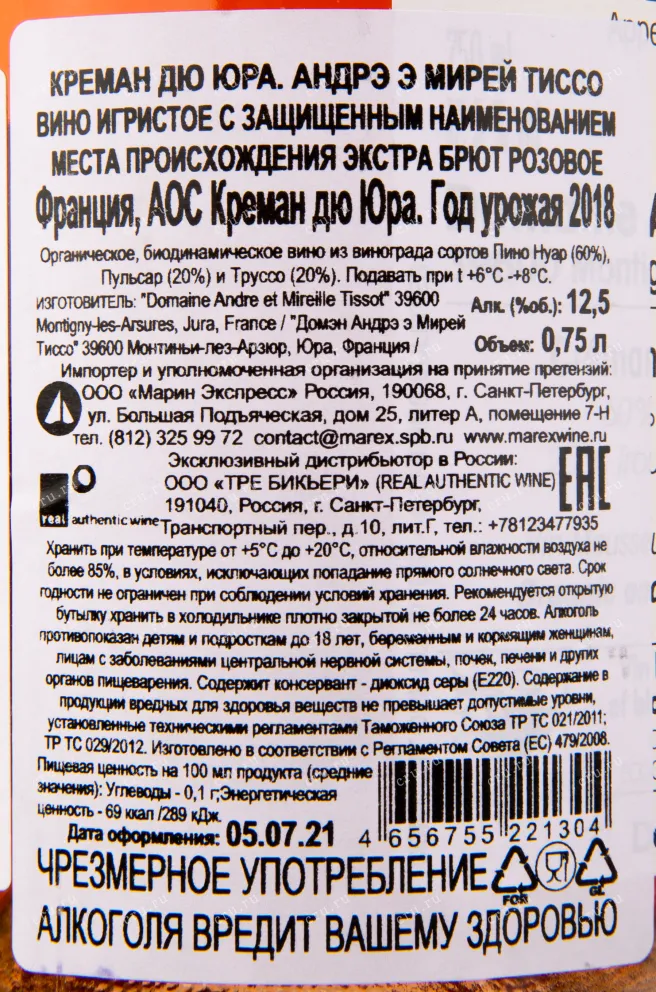 КРЕМАН ДЮ ЮРА. АНДРЭ Э МИРЕЙ ТИССО
ВИНО ИГРИСТОЕ С ЗАЩИЩЕННЫМ НАИМЕНОВАНИЕМ
МЕСТА ПРОИСХОЖДЕНИЯ ЭКСТРА БРЮТ РОЗОВОЕ
Франция, АОС Креман дю Юра. Год урожая 2018
Органическое, биодинамическое вино из винограда сортов Пино Нуар (60%),
Пульсар (20%) и Труссо (20%). Подавать при t +6°C -+8°C.
ИЗГОТОВИТЕЛЬ: "Domaine Andre et Mireille Tissot" 39600
Montigny-les-Arsures, Jura, France / "Домэн Андрэ э Мирей
Тиссо" 39600 Монтиньи-лез-Арзюр, Юра, Франция /
Алк. (%об.): 12,5
Объем: 0,75 л
Импортер и уполномоченная организация на принятие претензий:
ООО «Марин Экспресс» Россия, 190068, г. Санкт-Петербург,
ул. Большая Подъяческая, дом 25, литер А, помещение 7-Н
тел. (812) 325 99 72 contact@marex.spb.ru www.marexwine.ru
Эксклюзивный дистрибьютор в России:
ООО «ТРЕ БИКЬЕРИ» (REAL AUTHENTIC WINE)
191040, Россия, г. Санкт-Петербург,
Транспортный пер., д.10, лит.Г, тел.: +78123477935
real authentic wine
EAC
Хранить при температуре от +5°C до +20°C, относительной влажности воздуха не
более 85%, в условиях, исключающих попадание прямого солнечного света. Срок
годности не ограничен при соблюдении условий хранения. Рекомендуется открытую
бутылку хранить в холодильнике плотно закрытой не более 24 часов. Алкоголь
противопоказан детям и подросткам до 18 лет, беременным и кормящим женщинам,
лицам с заболеваниями центральной нервной системы, почек, печени и других
органов пищеварения. Содержит консервант - диоксид серы (Е220). Содержание в
продукции вредных для здоровья веществ не превышает допустимые уровни,
установленные техническими регламентами Таможенного Союза ТР ТС 021/2011;
ТР ТС 029/2012. Изготовлено в соответствии с Регламентом Совета (ЕС) 479/2008.
Пищевая ценность на 100 мл продукта (средние
значения): Углеводы - 0,1 г;Энергетическая
ценность - 69 ккал /289 кДж.
Дата оформления: 05.07.21
4 656755 221304
ЧРЕЗМЕРНОЕ УПОТРЕБЛЕНИЕ
FOR
GL
АЛКОГОЛЯ ВРЕДИТ ВАШЕМУ ЗДОРОВЬЮ